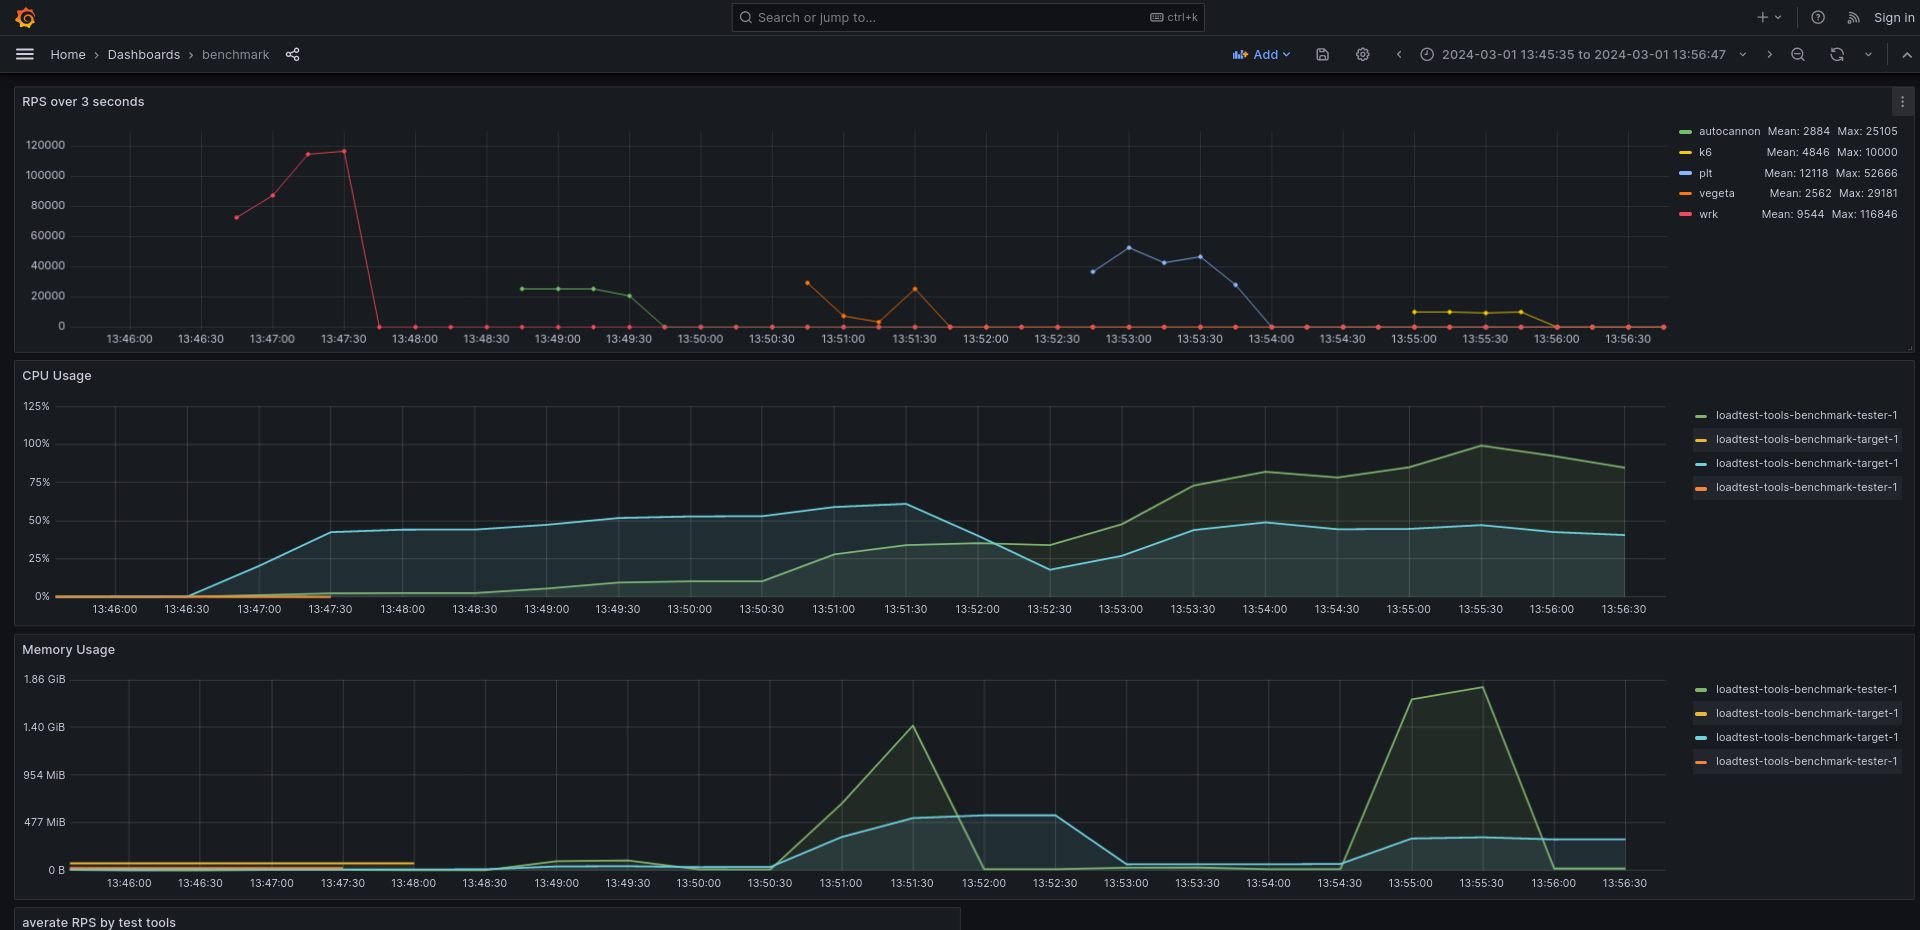 Search or jump to... ctrl+k Sign in
Home > Dashboards > benchmark Add 2024-03-01 13:45:35 to 2024-03-01 13:56:47
RPS over 3 seconds
120000
100000
80000
60000
40000
20000
0
13:46:00 13:46:30 13:47:00 13:47:30 13:48:00 13:48:30 13:49:00 13:49:30 13:50:00 13:50:30 13:51:00 13:51:30 13:52:00 13:52:30 13:53:00 13:53:30 13:54:00 13:54:30 13:55:00 13:55:30 13:56:00 13:56:30
autocannon Mean: 2884 Max: 25105
k6 Mean: 4846 Max: 10000
plt Mean: 12118 Max: 52666
vegeta Mean: 2562 Max: 29181
wrk Mean: 9544 Max: 116846
CPU Usage
125%
100%
75%
50%
25%
0%
13:46:00 13:46:30 13:47:00 13:47:30 13:48:00 13:48:30 13:49:00 13:49:30 13:50:00 13:50:30 13:51:00 13:51:30 13:52:00 13:52:30 13:53:00 13:53:30 13:54:00 13:54:30 13:55:00 13:55:30 13:56:00 13:56:30
loadtest-tools-benchmark-tester-1
loadtest-tools-benchmark-target-1
loadtest-tools-benchmark-target-1
loadtest-tools-benchmark-tester-1
Memory Usage
1.86 GiB
1.40 GiB
954 MiB
477 MiB
0 B
13:46:00 13:46:30 13:47:00 13:47:30 13:48:00 13:48:30 13:49:00 13:49:30 13:50:00 13:50:30 13:51:00 13:51:30 13:52:00 13:52:30 13:53:00 13:53:30 13:54:00 13:54:30 13:55:00 13:55:30 13:56:00 13:56:30
loadtest-tools-benchmark-tester-1
loadtest-tools-benchmark-target-1
loadtest-tools-benchmark-target-1
loadtest-tools-benchmark-tester-1
averate RPS by test tools